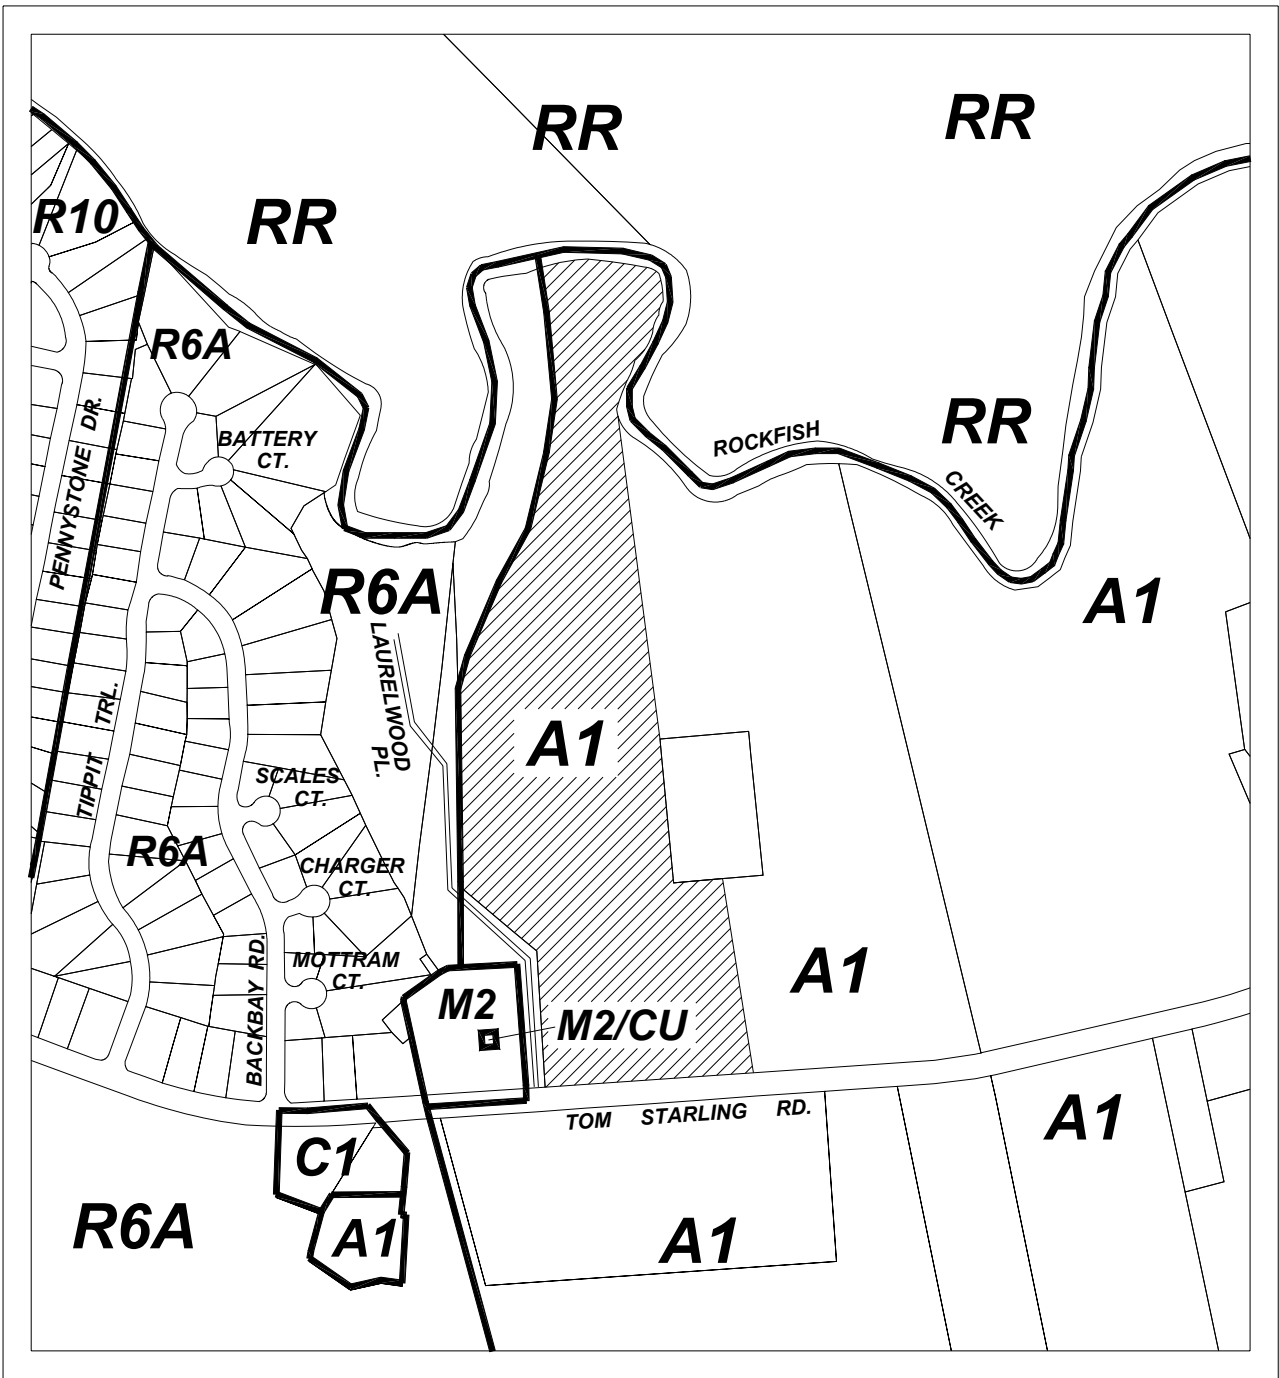 RR
RR
R10
RR
R6A
PENNYSTONE DR.
BATTERY
CT.
ROCKFISH
RR
CREEK
R6A
A1
LAURELWOOD
PL.
TIPPIT TRL.
A1
SCALES
CT.
R6A
CHARGER
CT.
BACKBAY RD.
MOTTRAM
CT.
A1
M2
M2/CU
TOM STARLING RD.
A1
C1
R6A
A1
A1